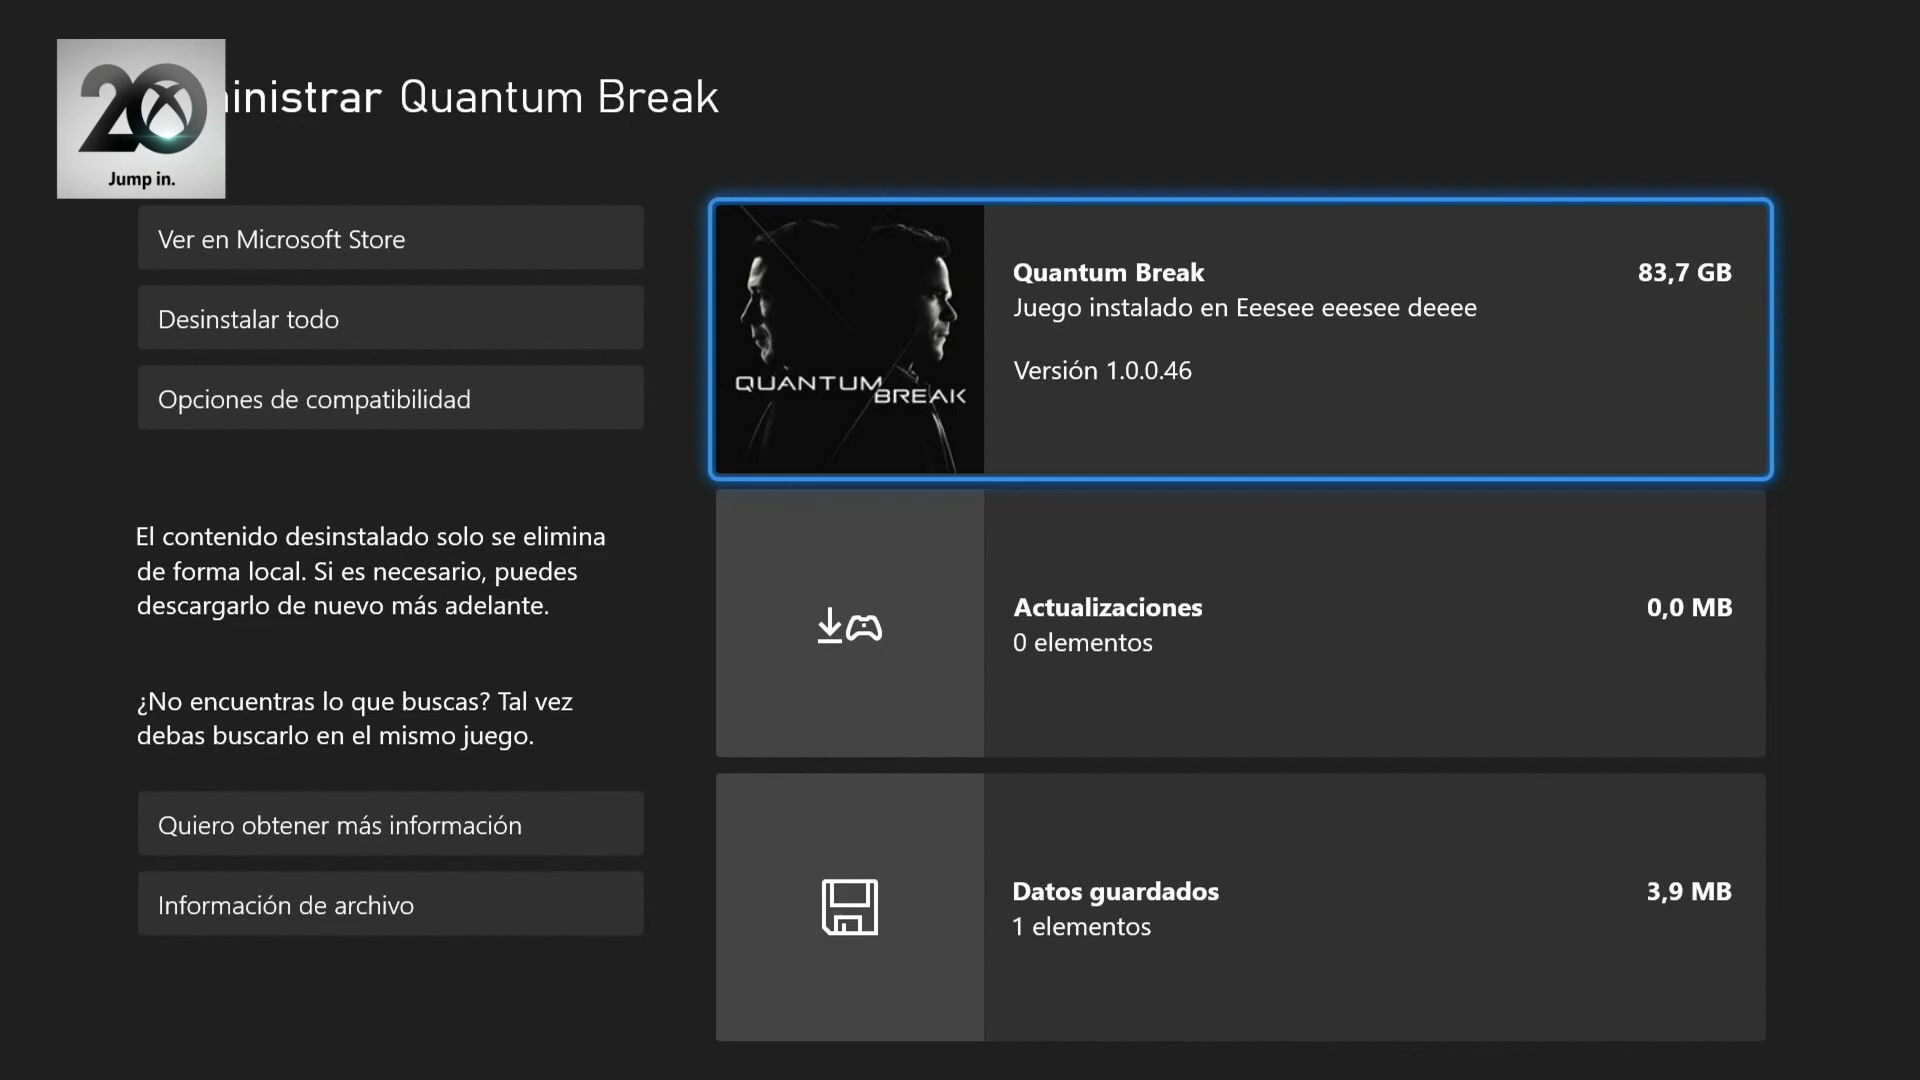 20
Jump in.
inistrar Quantum Break
Ver en Microsoft Store
Desinstalar todo
Opciones de compatibilidad
El contenido desinstalado solo se elimina
de forma local. Si es necesario, puedes
descargarlo de nuevo más adelante.
¿No encuentras lo que buscas? Tal vez
debas buscarlo en el mismo juego.
Quiero obtener más información
Información de archivo
QUANTUM
BREAK
Quantum Break
83,7 GB
Juego instalado en Eeesee eeesee deeee
Versión 1.0.0.46
Actualizaciones
0,0 MB
0 elementos
Datos guardados
3,9 MB
1 elementos